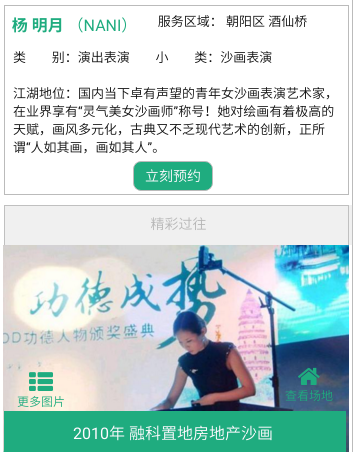 杨 明月 （NANI） 服务区域： 朝阳区 酒仙桥
类 别：演出表演 小 类：沙画表演
江湖地位：国内当下卓有声望的青年女沙画表演艺术家，
在业界享有“灵气美女沙画师”称号！她对绘画有着极高的
天赋，画风多元化，古典又不乏现代艺术的创新，正所
谓“人如其画，画如其人”。
立刻预约
精彩过往
功德成势
DD功德人物颁奖盛典
更多图片
查看场地
2010年 融科置地房地产沙画